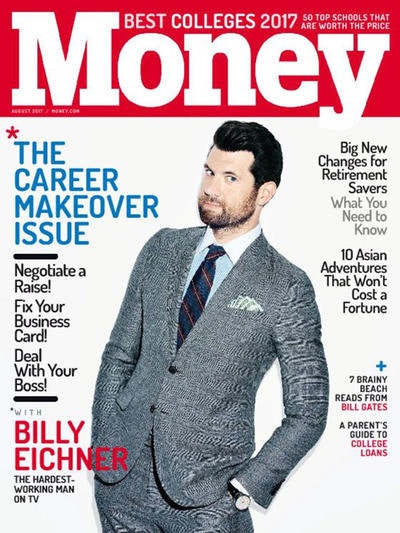 BEST COLLEGES 2017
50 TOP SCHOOLS THAT
ARE WORTH THE PRICE
Money
AUGUST 2017 / MONEY.COM
*THE
CAREER
MAKEOVER
ISSUE
Negotiate a
Raise!
Fix Your
Business
Card!
Deal
With Your
Boss!
*WITH
BILLY
EICHNER
THE HARDEST-
WORKING MAN
ON TV
Big New
Changes for
Retirement
Savers
What You
Need to
Know
10 Asian
Adventures
That Won't
Cost a
Fortune
+
7 BRAINY
BEACH
READS FROM
BILL GATES
A PARENT'S
GUIDE TO
COLLEGE
LOANS